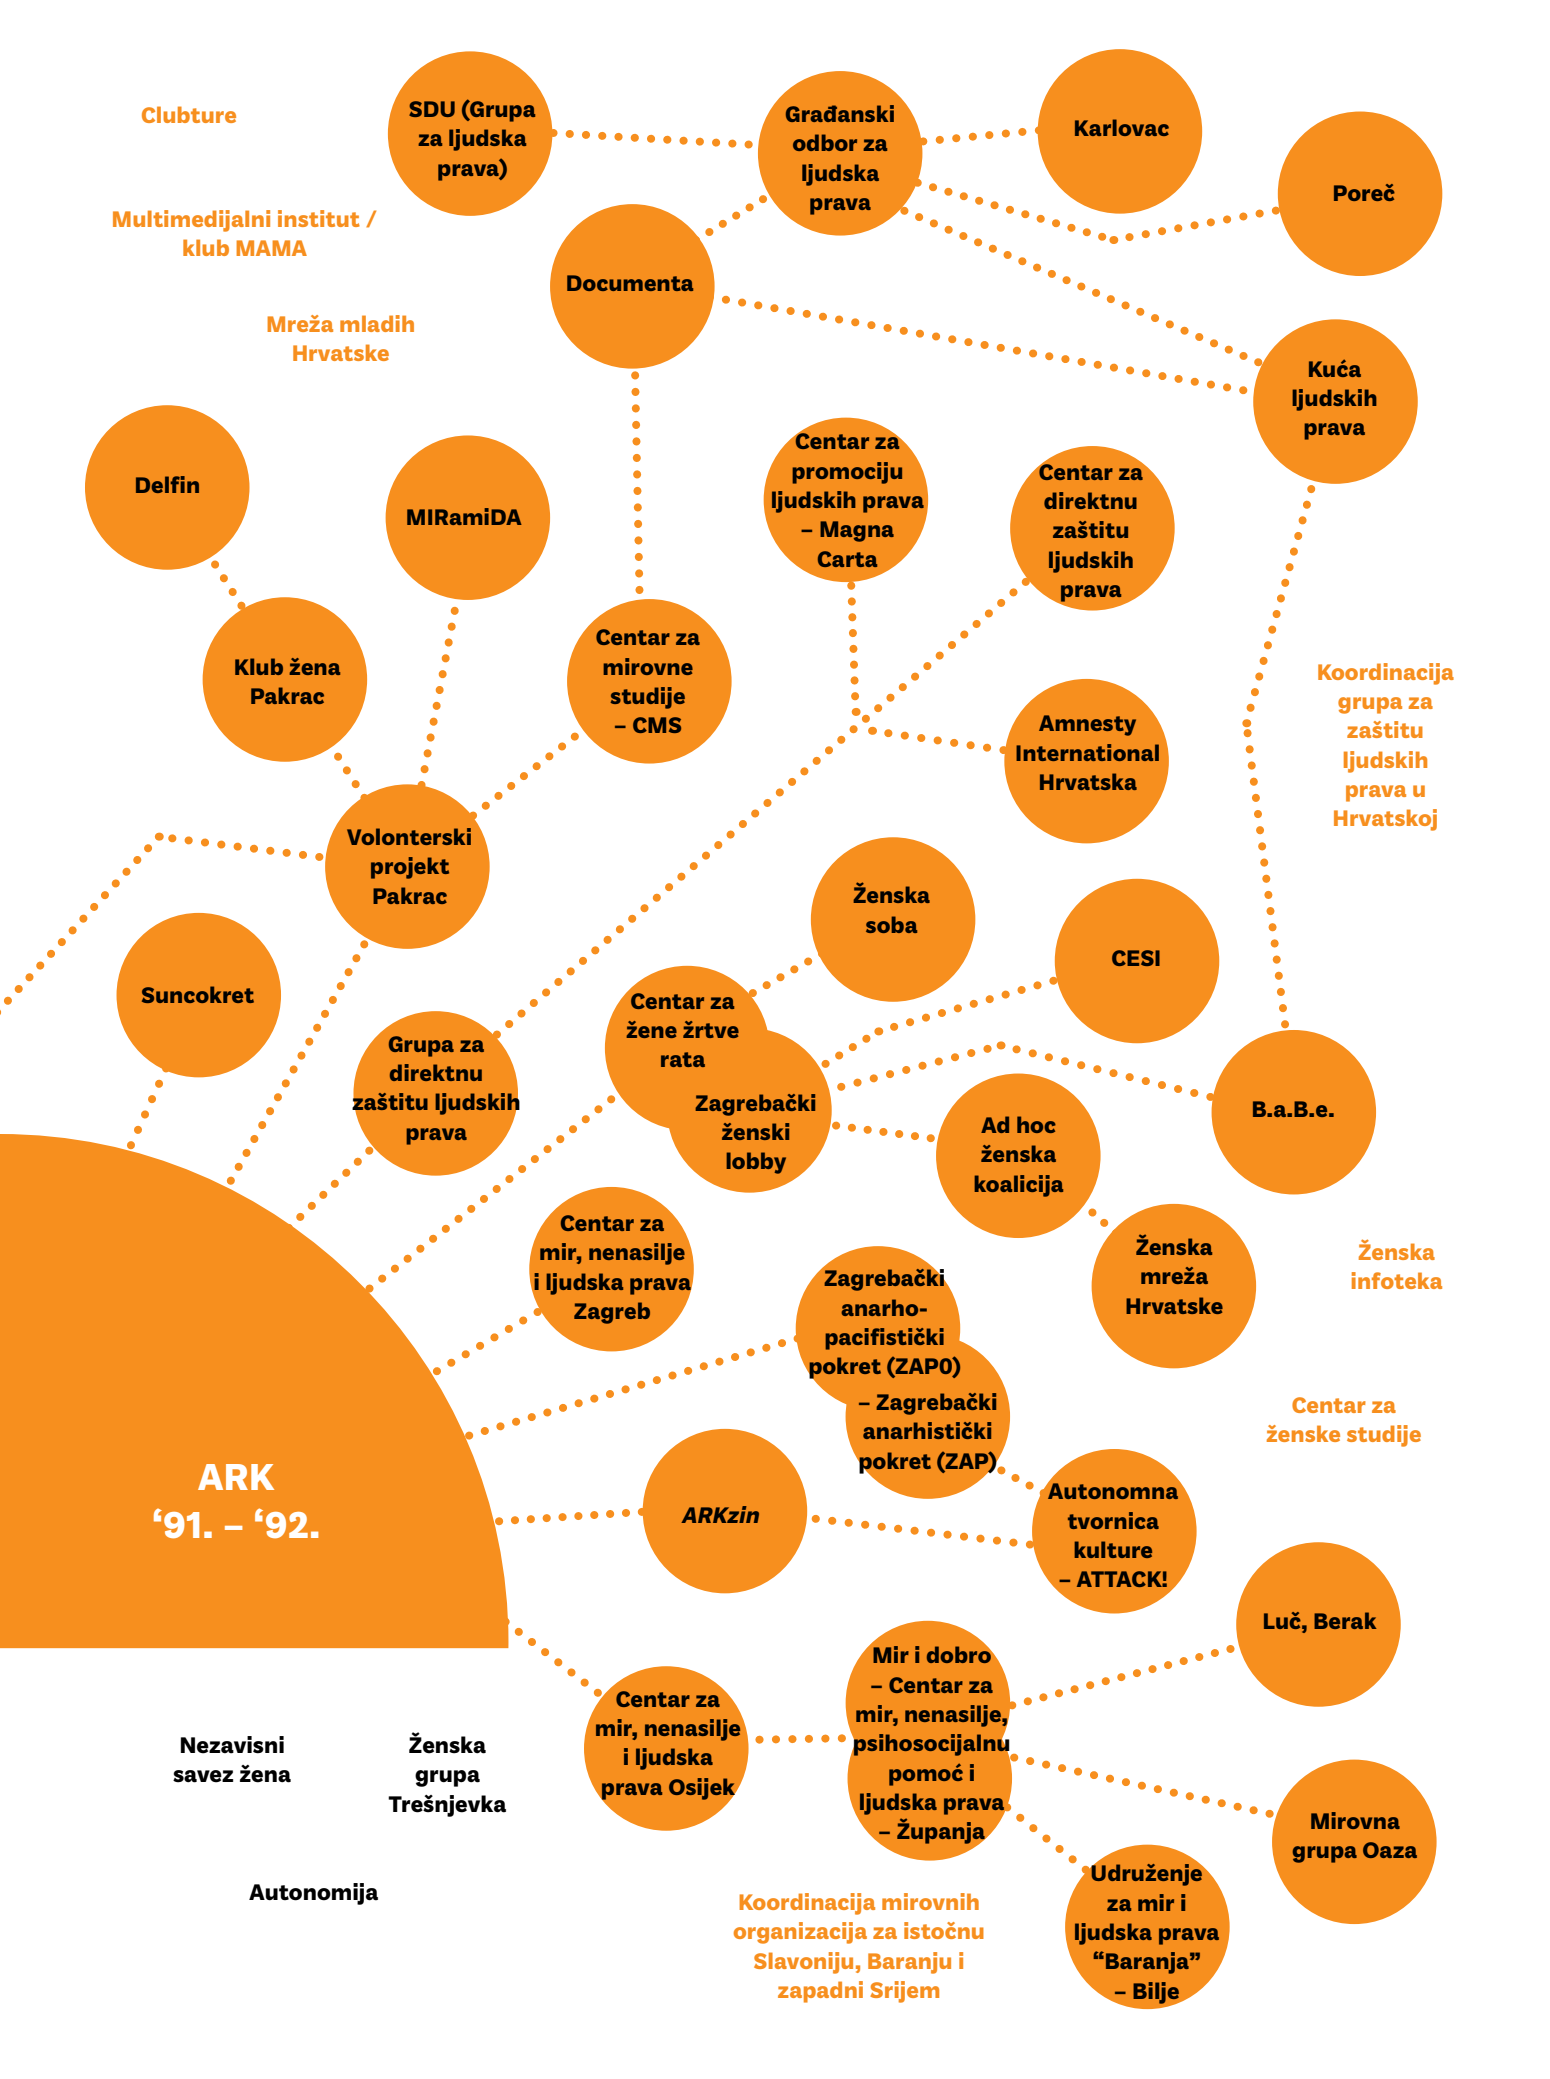 Clubture
SDU (Grupa
za ljudska
prava)
Građanski
odbor za
ljudska
prava
Karlovac
Poreč
Multimedijalni institut /
klub MAMA
Documenta
Mreža mladih
Hrvatske
Kuća
ljudskih
prava
Delfin
MIRamiDA
Centar za
promociju
ljudskih prava
– Magna
Carta
Centar za
direktnu
zaštitu
ljudskih
prava
Klub žena
Pakrac
Centar za
mirovne
studije
– CMS
Amnesty
International
Hrvatska
Koordinacija
grupa za
zaštitu
ljudskih
prava u
Hrvatskoj
Volonterski
projekt
Pakrac
Ženska
soba
CESI
Suncokret
Centar za
žene žrtve
rata
Grupa za
direktnu
zaštitu ljudskih
prava
Zagrebački
ženski
lobby
Ad hoc
ženska
koalicija
B.a.B.e.
Centar za
mir, nenasilje
i ljudska prava
Zagreb
Ženska
mreža
Hrvatske
Ženska
infoteka
Zagrebački
anarho-
pacifistički
pokret (ZAP0)
– Zagrebački
anarhistički
pokret (ZAP)
Centar za
ženske studije
ARK
‘91. – ‘92.
ARKzin
Autonomna
tvornica
kulture
– ATTACK!
Luč, Berak
Mir i dobro
– Centar za
mir, nenasilje,
psihosocijalnu
pomoć i
ljudska prava
– Županja
Centar za
mir, nenasilje
i ljudska
prava Osijek
Nezavisni
savez žena
Ženska
grupa
Trešnjevka
Mirovna
grupa Oaza
Autonomija
Koordinacija mirovnih
organizacija za istočnu
Slavoniju, Baranju i
zapadni Srijem
Udruženje
za mir i
ljudska prava
“Baranja”
– Bilje